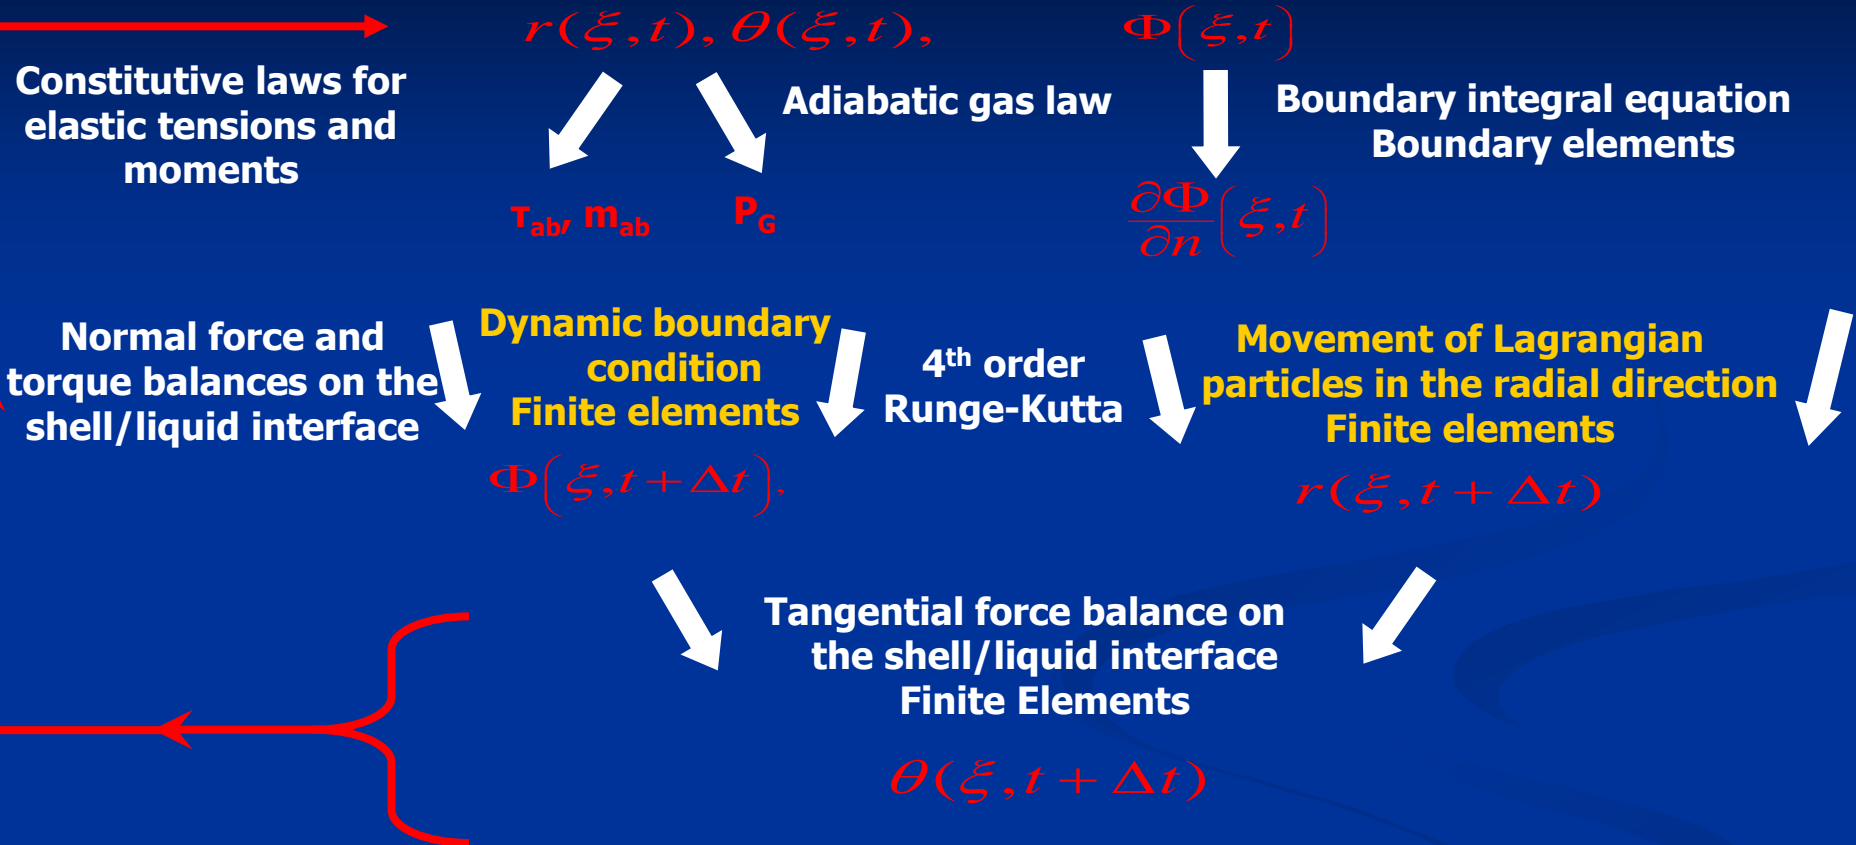 r(ξ,t), θ(ξ,t),
Φ(ξ,t)
Constitutive laws for
elastic tensions and
moments
Adiabatic gas law
Boundary integral equation
Boundary elements
τab, mab
PG
∂Φ/∂n (ξ,t)
Normal force and
torque balances on the
shell/liquid interface
Dynamic boundary
condition
Finite elements
4th order
Runge-Kutta
Movement of Lagrangian
particles in the radial direction
Finite elements
Φ(ξ,t+Δt),
r(ξ,t+Δt)
Tangential force balance on
the shell/liquid interface
Finite Elements
θ(ξ,t+Δt)